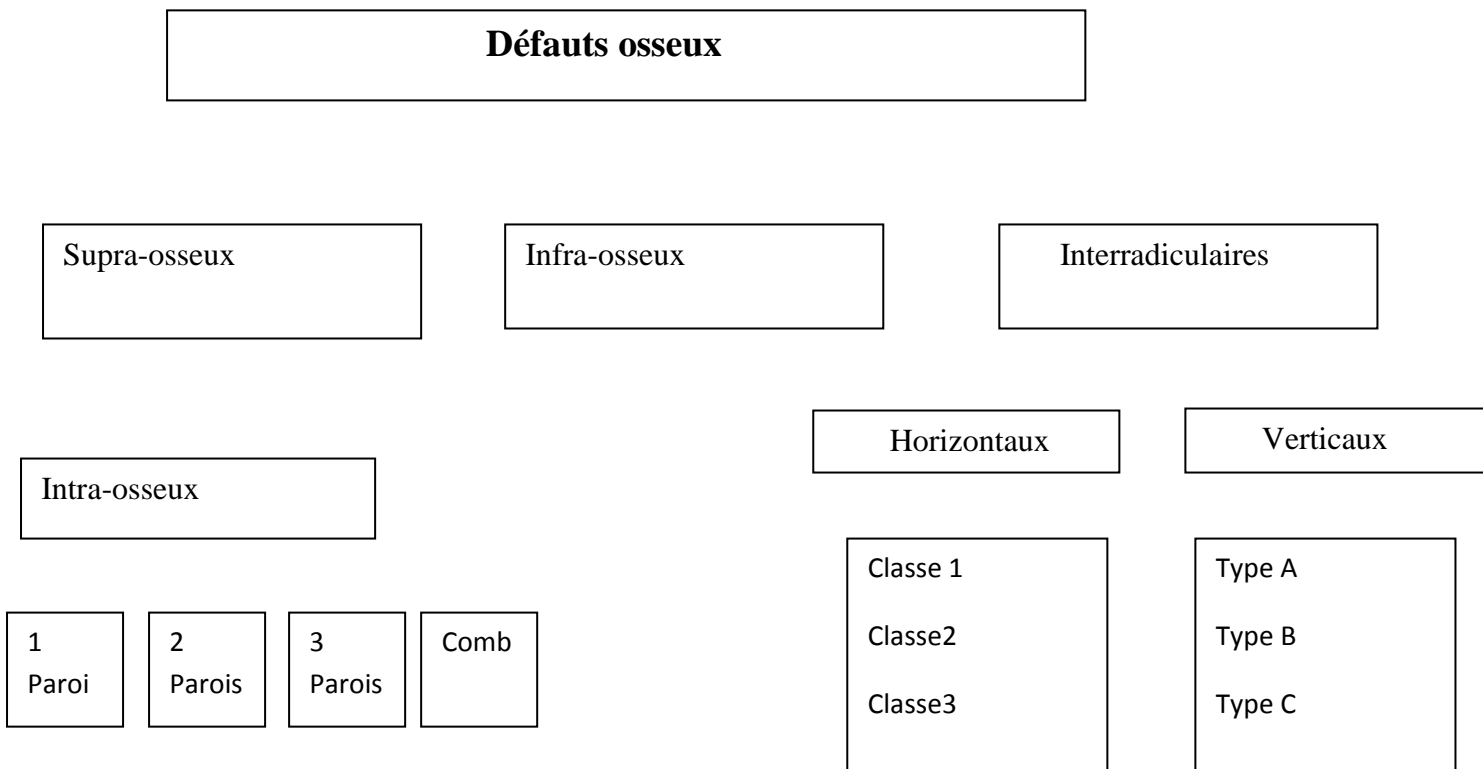 Défauts osseux
Supra-osseux
Infra-osseux
Interradiculaires
Horizontaux
Verticaux
Intra-osseux
Classe 1
Classe2
Classe3
Type A
Type B
Type C
1
Paroi
2
Parois
3
Parois
Comb